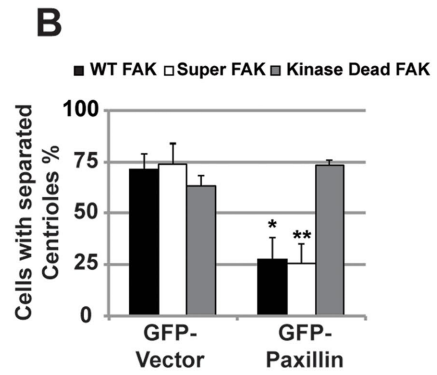 B
WT FAK Super FAK Kinase Dead FAK
Cells with separated
Centrioles %
100
75
50
25
0
* **
GFP-
Vector
GFP-
Paxillin